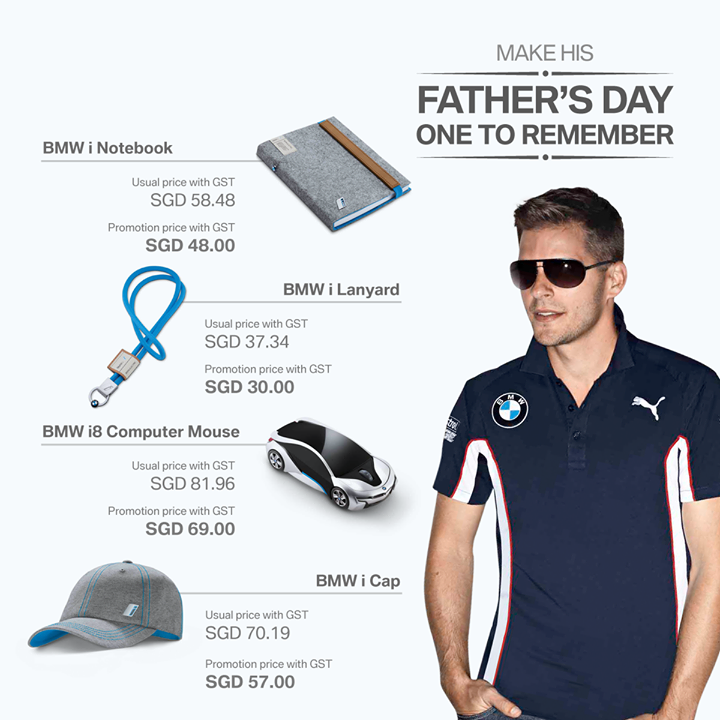 MAKE HIS
FATHER'S DAY
ONE TO REMEMBER
BMW i Notebook
Usual price with GST
SGD 58.48
Promotion price with GST
SGD 48.00
BMW i Lanyard
Usual price with GST
SGD 37.34
Promotion price with GST
SGD 30.00
BMW i8 Computer Mouse
Usual price with GST
SGD 81.96
Promotion price with GST
SGD 69.00
BMW i Cap
Usual price with GST
SGD 70.19
Promotion price with GST
SGD 57.00
BMW
PUMA